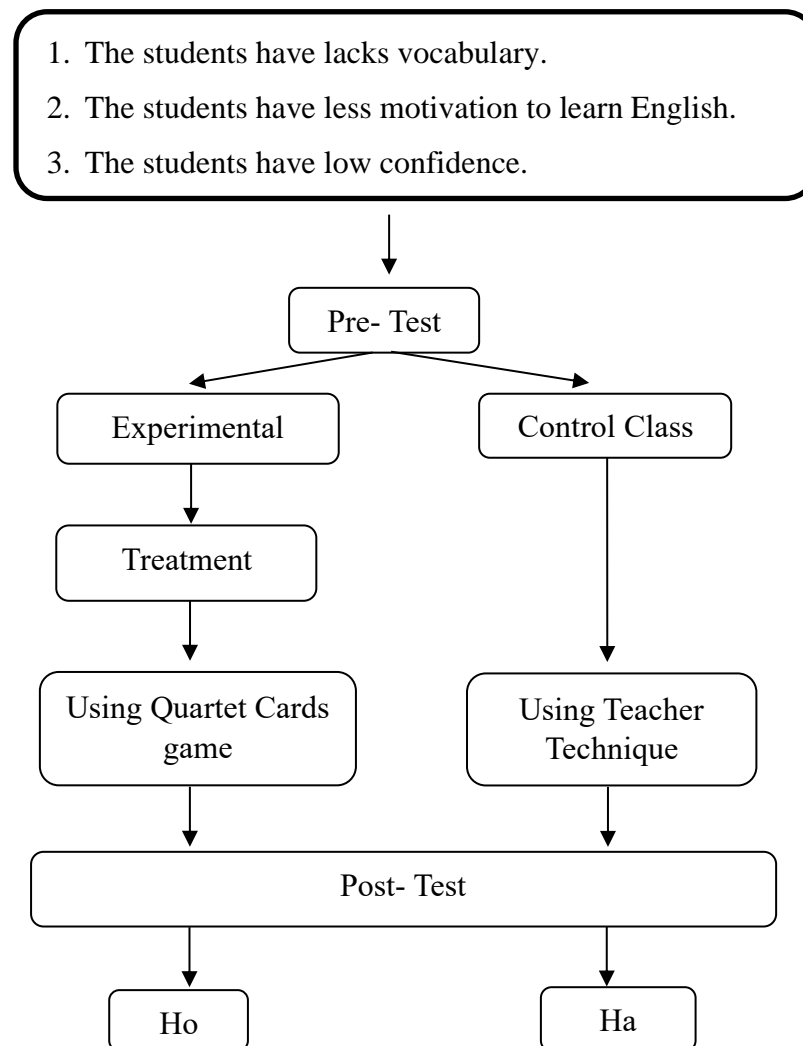 1. The students have lacks vocabulary.
2. The students have less motivation to learn English.
3. The students have low confidence.
Pre- Test
Experimental
Control Class
Treatment
Using Quartet Cards
game
Using Teacher
Technique
Post- Test
Ho
Ha